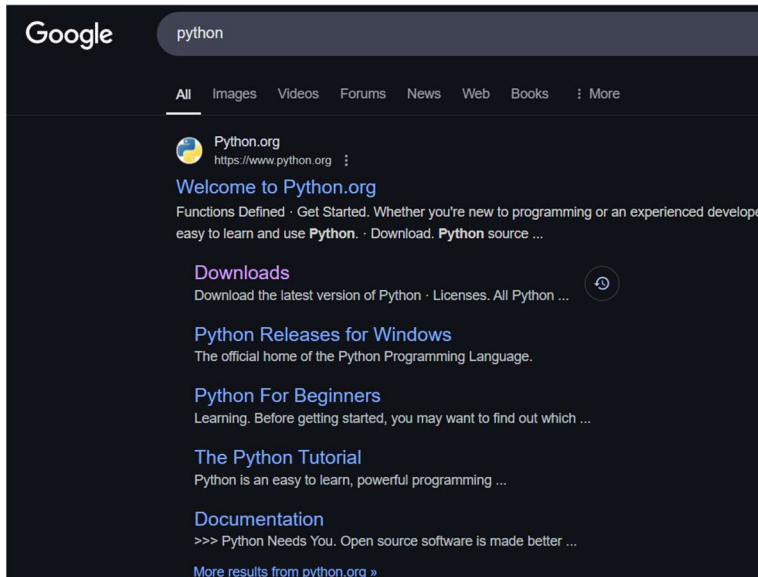 Google
python
All Images Videos Forums News Web Books More
Python.org
https://www.python.org
Welcome to Python.org
Functions Defined · Get Started. Whether you're new to programming or an experienced develope
easy to learn and use Python. · Download. Python source ...
Downloads
Download the latest version of Python · Licenses. All Python ...
Python Releases for Windows
The official home of the Python Programming Language.
Python For Beginners
Learning. Before getting started, you may want to find out which ...
The Python Tutorial
Python is an easy to learn, powerful programming ...
Documentation
>>> Python Needs You. Open source software is made better ...
More results from python.org »